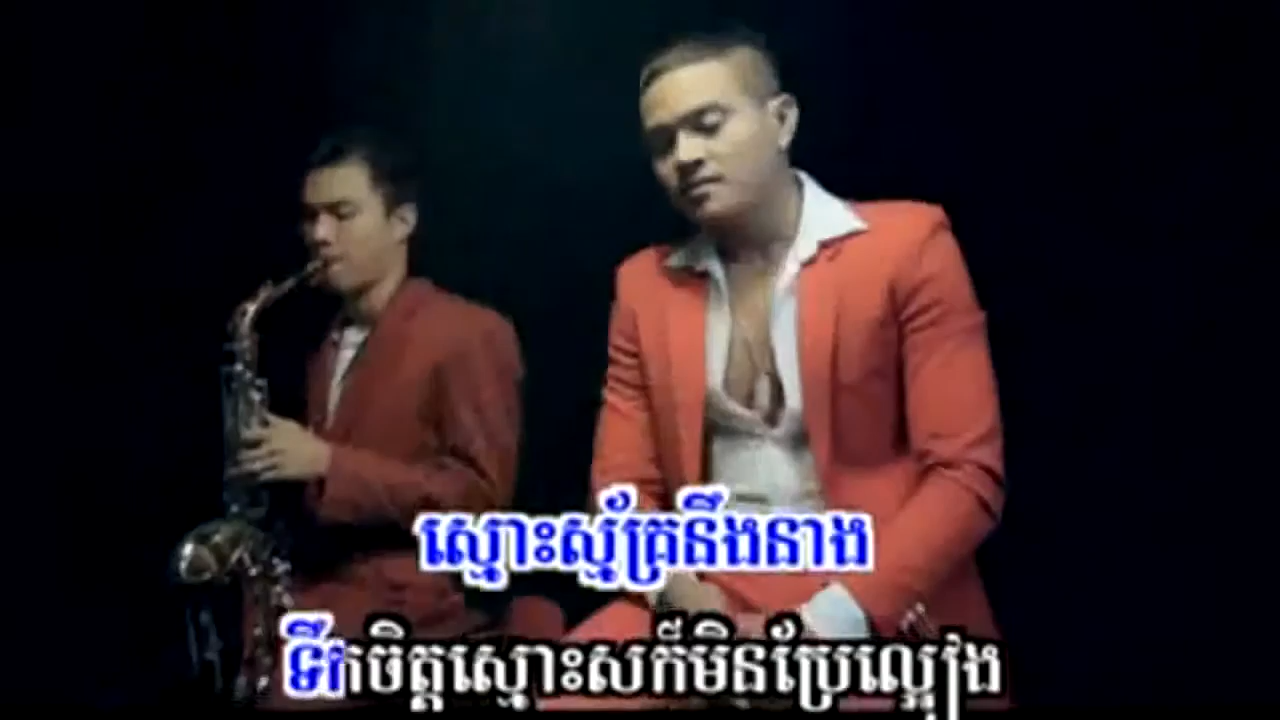 ស្មោះស្ម័គ្រនឹងនាង
ទឹកចិត្តស្មោះសក៏មិនប្រែល្អៀង